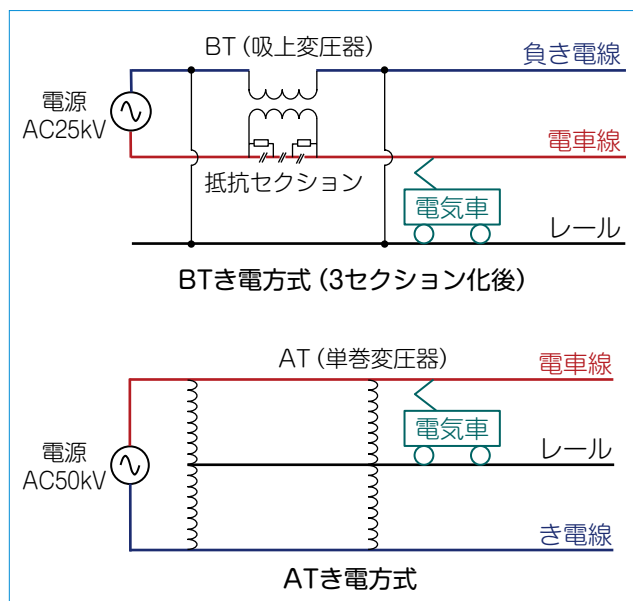 BT(吸上変圧器)
負き電線
電源
AC25kV
電車線
抵抗セクション
電気車
レール
BTき電方式(3セクション化後)
AT(単巻変圧器)
電車線
電気車
電源
AC50kV
レール
き電線
ATき電方式